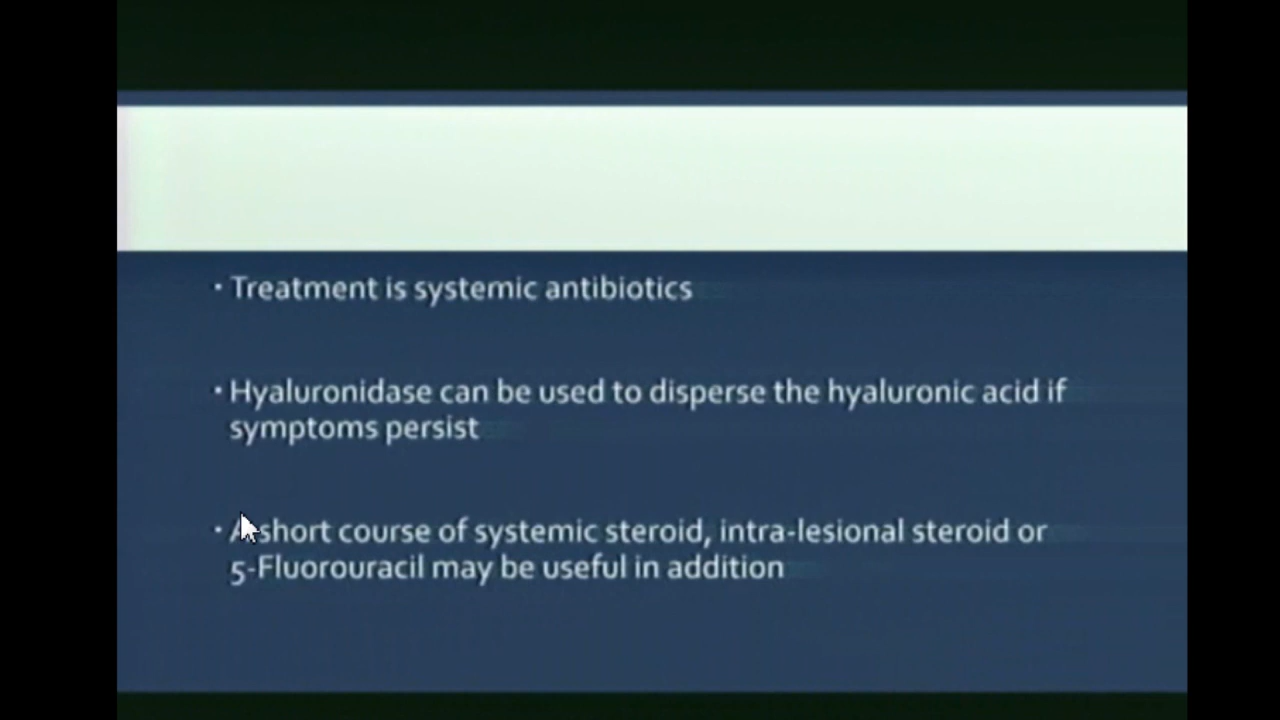 · Treatment is systemic antibiotics
· Hyaluronidase can be used to disperse the hyaluronic acid if
symptoms persist
· A short course of systemic steroid, intra-lesional steroid or
5-Fluorouracil may be useful in addition